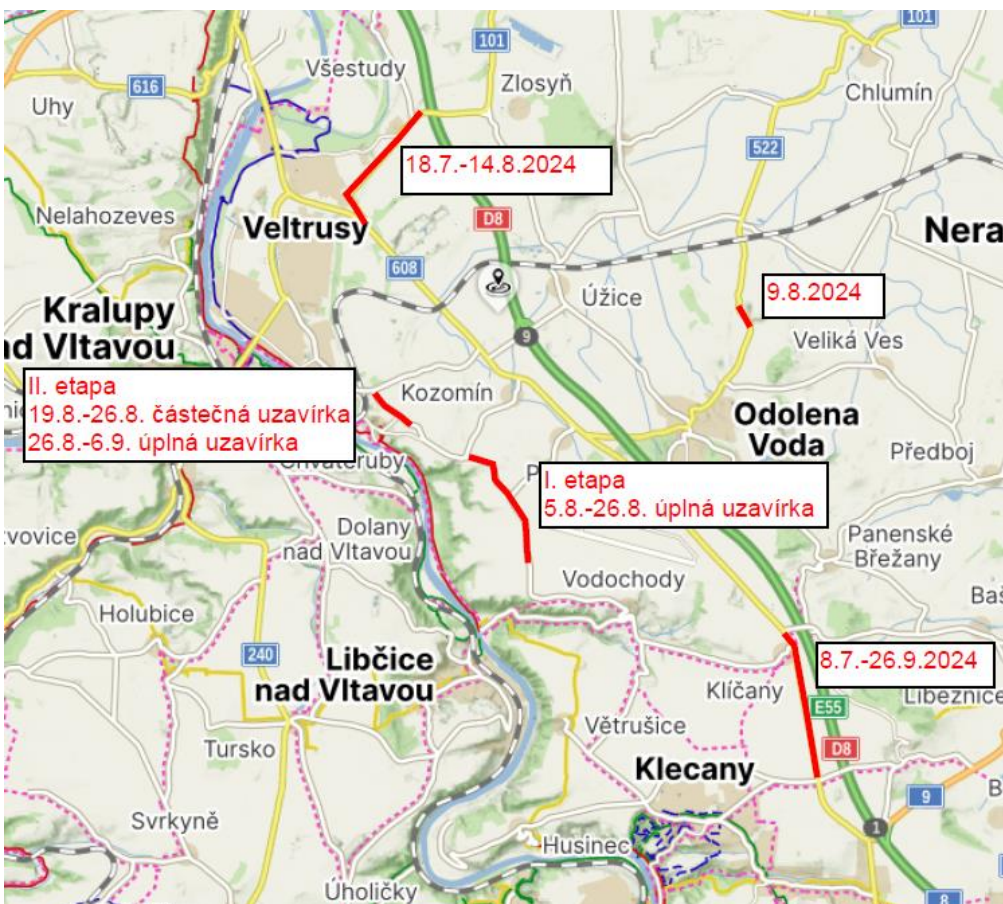 101
101
Všestudy
Zlosyň
616
Uhy
Chlumín
522
18.7.-14.8.2024
Nelahozeves
Veltrusy
D8
Nera
608
Úžice
9.8.2024
Kralupy
nad Vltavou
9
Veliká Ves
II. etapa
19.8.-26.8. částečná uzavírka
26.8.-6.9. úplná uzavírka
Kozomín
Odolena
Voda
Předboj
Chvatěruby
I. etapa
5.8.-26.8. úplná uzavírka
Dolany
nad Vltavou
Panenské
Břežany
Vodochody
Baš
Holubice
240
Libčice
nad Vltavou
8.7.-26.9.2024
Klíčany
Líbeznice
E55
Větrušice
Tursko
D8
Klecany
9
Svrkyně
1
Husinec
Úholičky
8